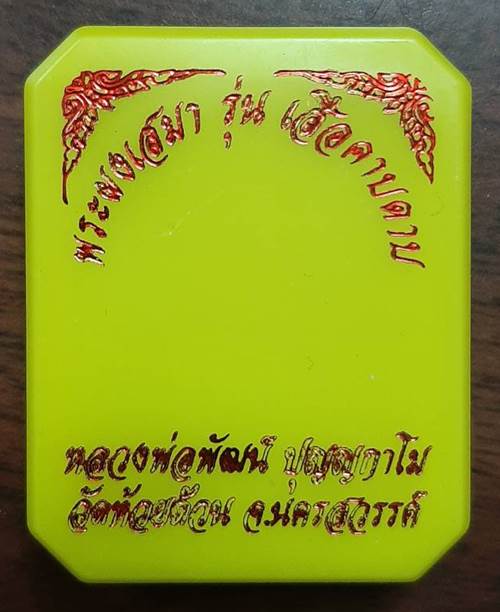 พระผงเสมา รุ่น เสือคาบดาบ
หลวงพ่อพัฒน์ ปุญญกาโม
วัดห้วยด้วน จ.นครสวรรค์